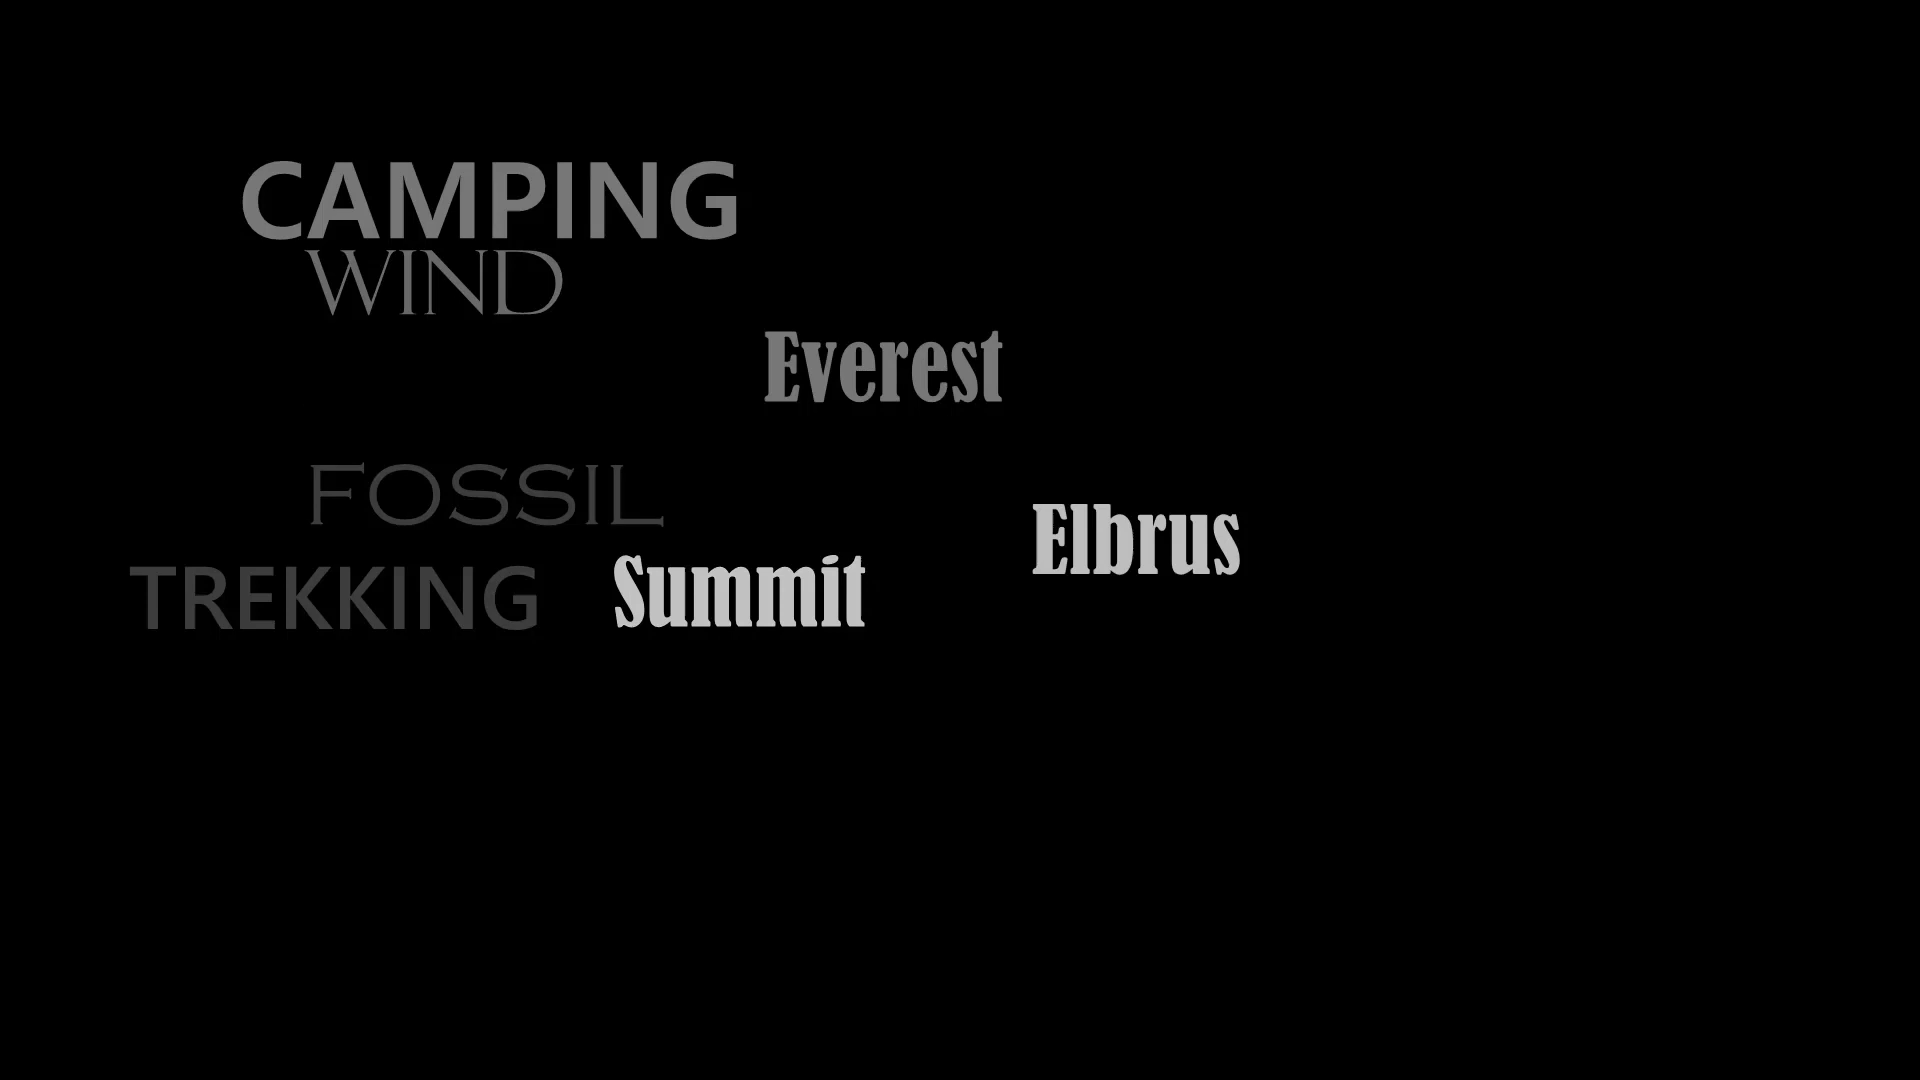 CAMPING
WIND
Everest
FOSSIL
Elbrus
TREKKING
Summit